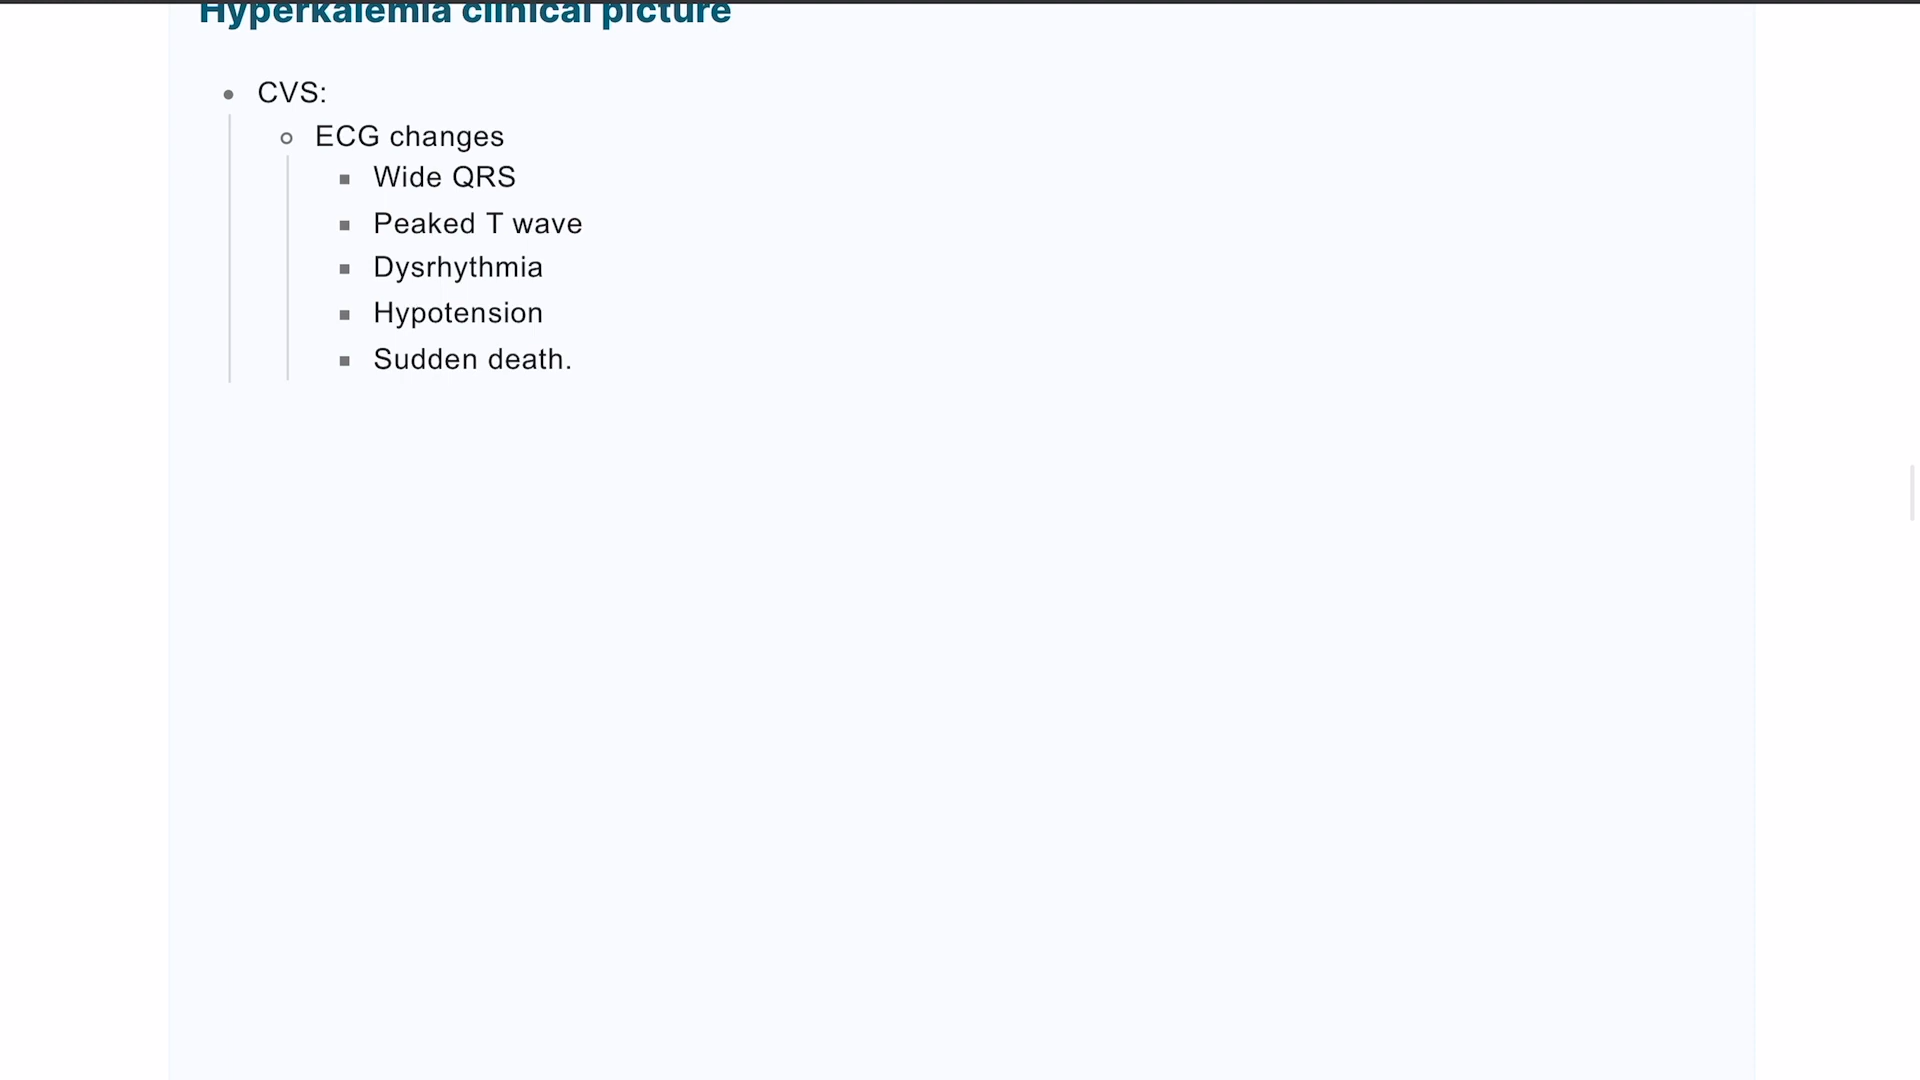 Hyperkalemia clinical picture
CVS:
ECG changes
Wide QRS
Peaked T wave
Dysrhythmia
Hypotension
Sudden death.